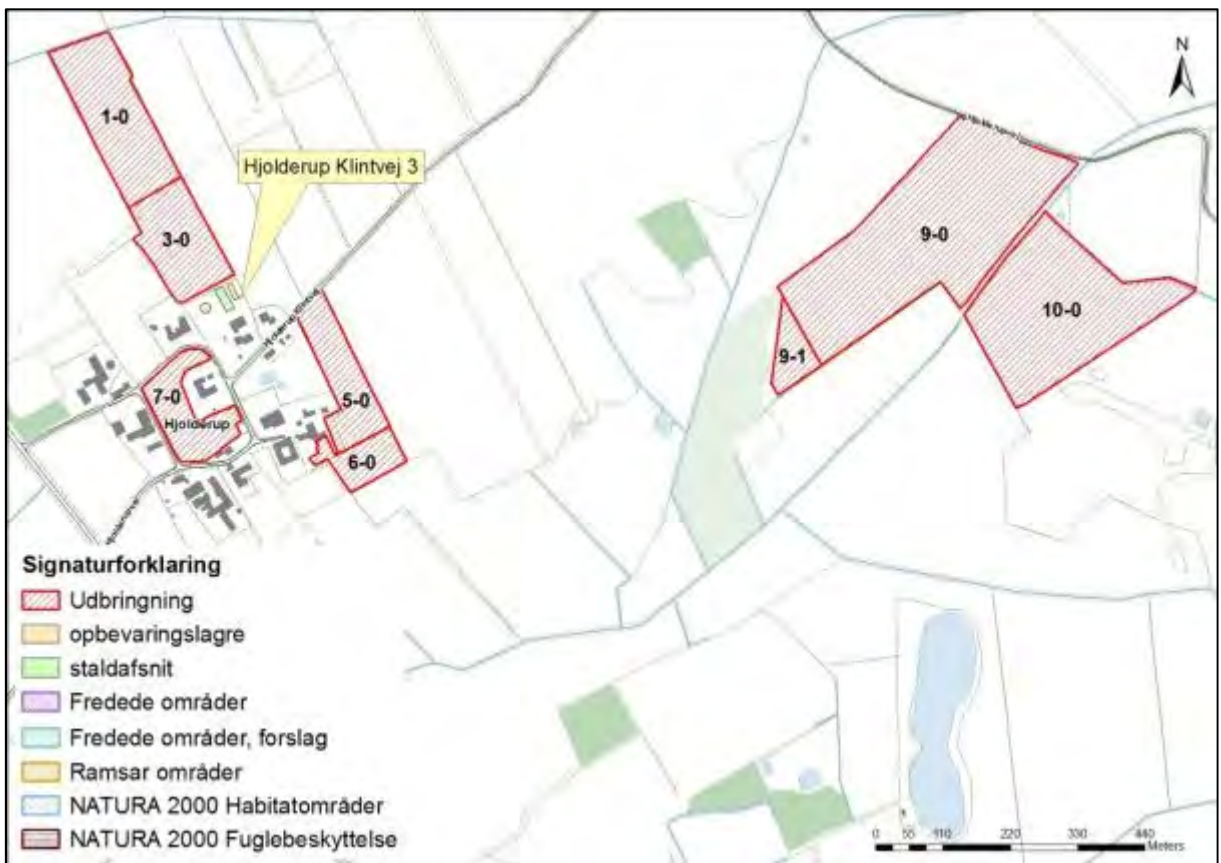 N
1-0
Hjolderup Klintvej 3
3-0
9-0
10-0
9-1
7-0
5-0
Hjolderup
6-0
Signaturforklaring
Udbringning
opbevaringslagre
staldafsnit
Fredede områder
Fredede områder, forslag
Ramsar områder
NATURA 2000 Habitatområder
NATURA 2000 Fuglebeskyttelse
0 55 110 220 330 440
Meters